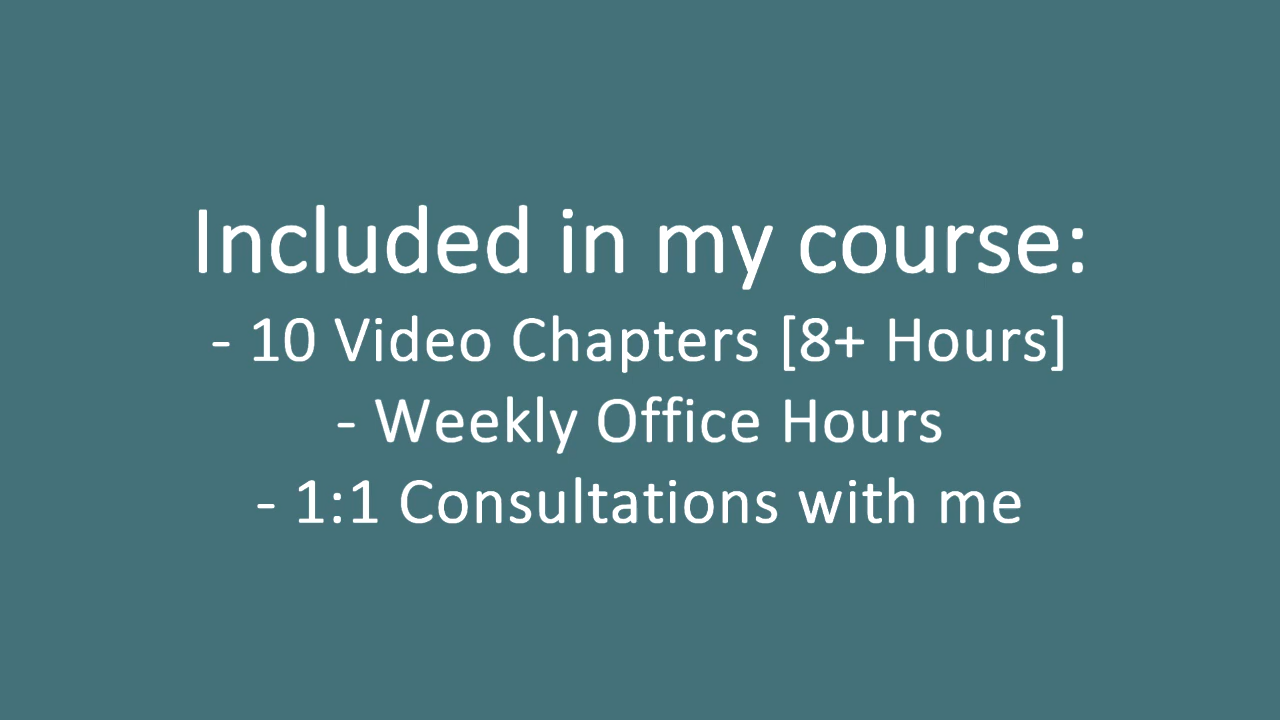 Included in my course:
- 10 Video Chapters [8+ Hours]
- Weekly Office Hours
- 1:1 Consultations with me